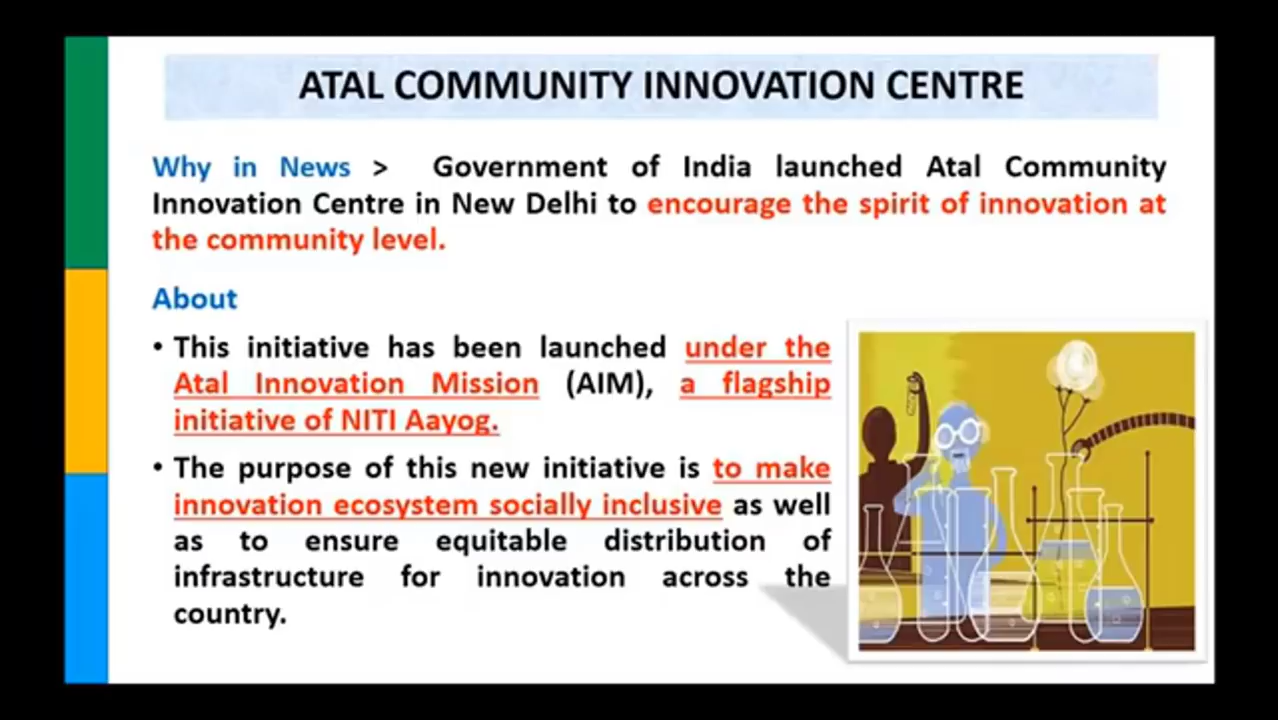 ATAL COMMUNITY INNOVATION CENTRE
Why in News > Government of India launched Atal Community
Innovation Centre in New Delhi to encourage the spirit of innovation at
the community level.
About
• This initiative has been launched under the
Atal Innovation Mission (AIM), a flagship
initiative of NITI Aayog.
• The purpose of this new initiative is to make
innovation ecosystem socially inclusive as well
as to ensure equitable distribution of
infrastructure for innovation across the
country.